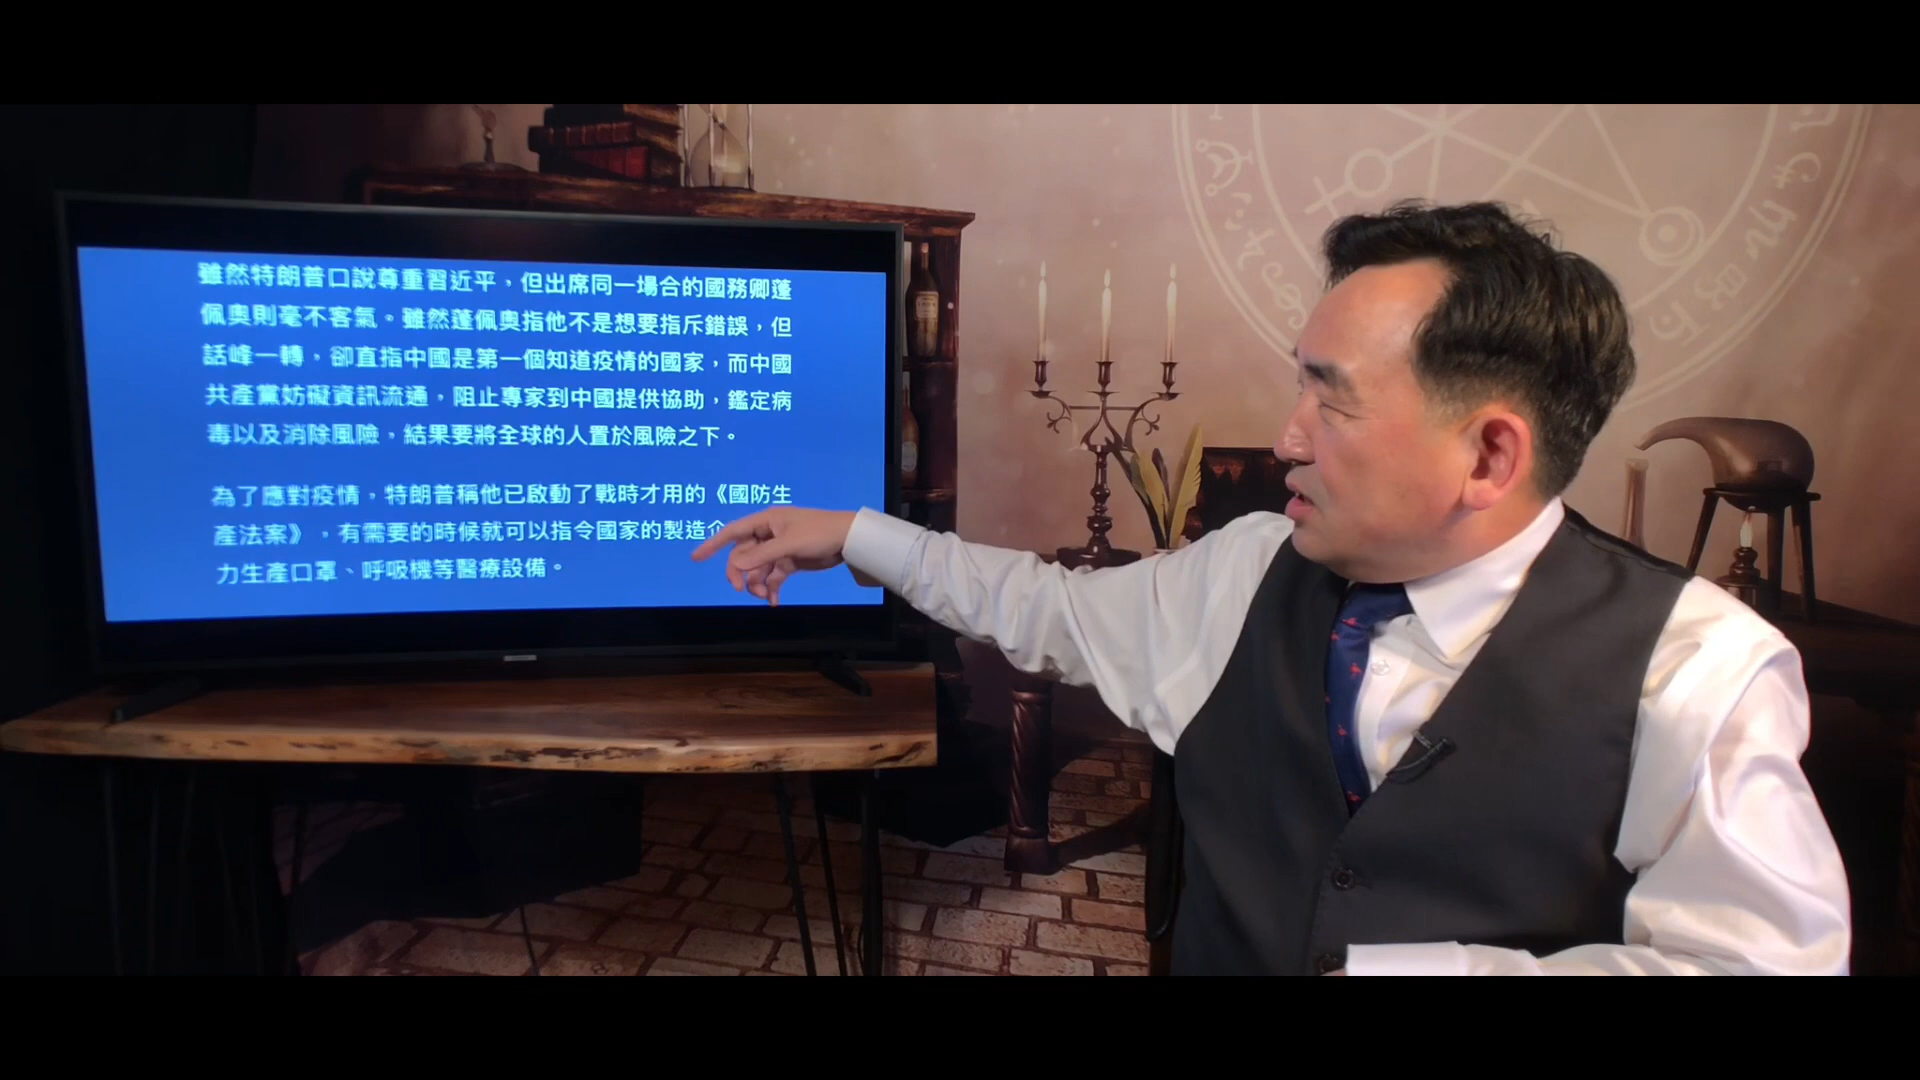 雖然特朗普口說尊重習近平，但出席同一場合的國務卿蓬
佩奧則毫不客氣。雖然蓬佩奧指他不是想要指斥錯誤，但
話峰一轉，卻直指中國是第一個知道疫情的國家，而中國
共產黨妨礙資訊流通，阻止專家到中國提供協助，鑑定病
毒以及消除風險，結果要將全球的人置於風險之下。
為了應對疫情，特朗普稱他已啟動了戰時才用的《國防生
產法案》，有需要的時候就可以指令國家的製造企
力生產口罩、呼吸機等醫療設備。